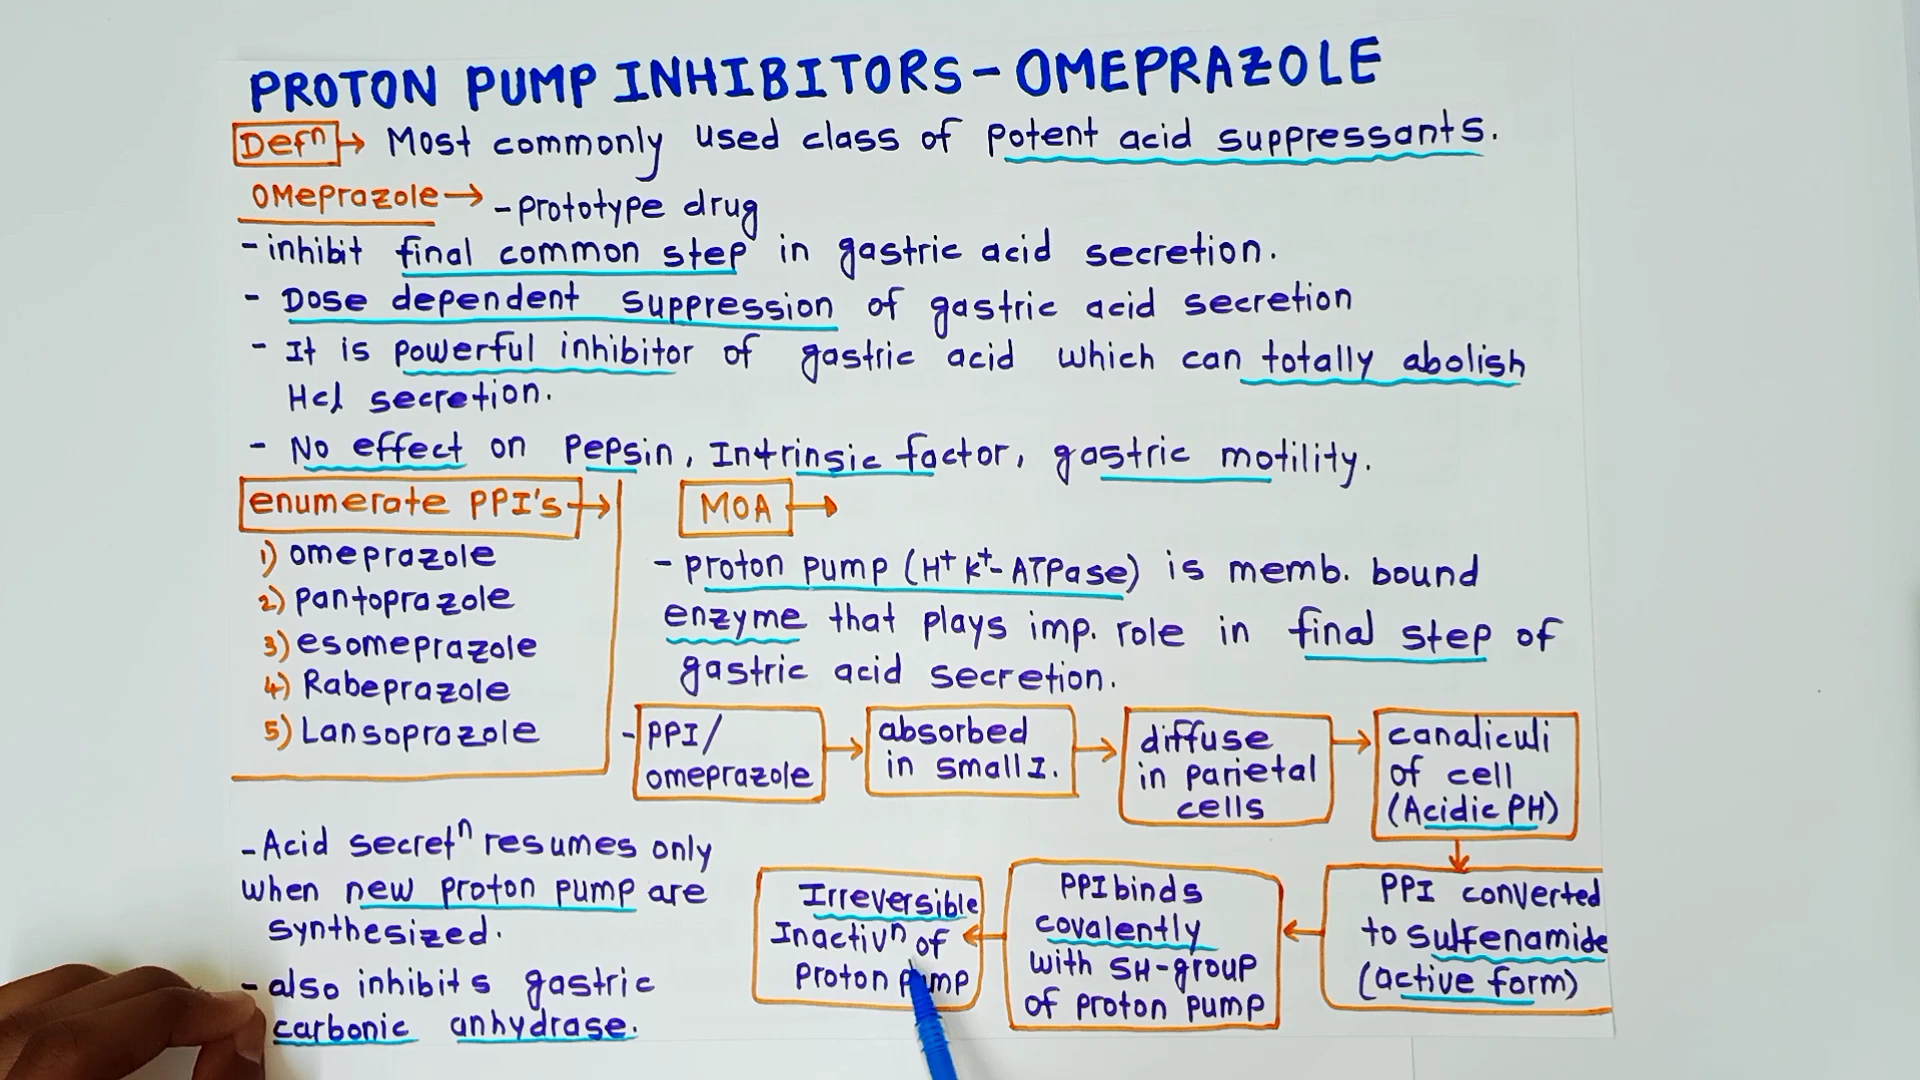 PROTON PUMP INHIBITORS - OMEPRAZOLE
Defⁿ → Most commonly used class of potent acid suppressants.
OMeprazole → - prototype drug
- inhibit final common step in gastric acid secretion.
- Dose dependent suppression of gastric acid secretion
- It is powerful inhibitor of gastric acid which can totally abolish
Hcl secretion.
- No effect on Pepsin, Intrinsic factor, gastric motility.
enumerate PPI's →
1) omeprazole
2) pantoprazole
3) esomeprazole
4) Rabeprazole
5) Lansoprazole
MOA →
- proton pump (H⁺ K⁺- ATPase) is memb. bound
enzyme that plays imp. role in final step of
gastric acid secretion.
- PPI/
omeprazole →
absorbed
in small I. →
diffuse
in parietal
cells →
canaliculi
of cell
(Acidic PH)
↓
PPI converted
to sulfenamide
(active form)
←
PPI binds
covalently
with SH-group
of proton pump
←
Irreversible
Inactivⁿ of
proton pump
- Acid secretⁿ resumes only
when new proton pump are
synthesized.
- also inhibits gastric
carbonic anhydrase.